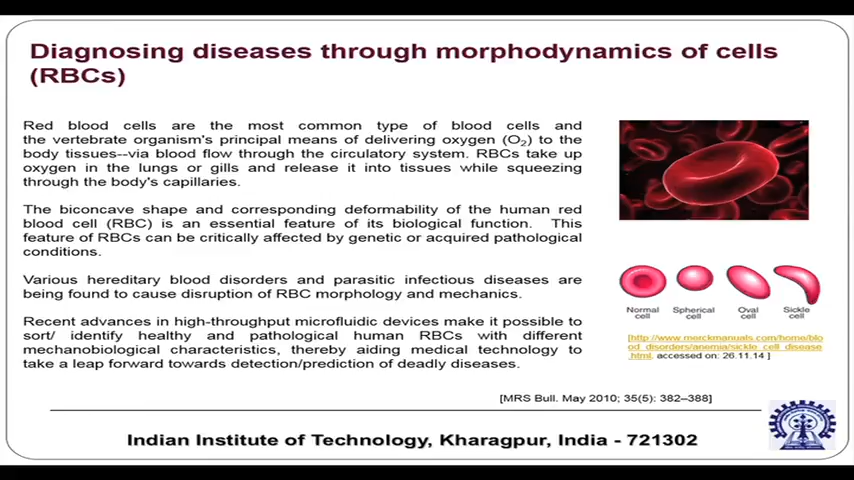 Diagnosing diseases through morphodynamics of cells
(RBCs)
Red blood cells are the most common type of blood cells and
the vertebrate organism's principal means of delivering oxygen (O2) to the
body tissues--via blood flow through the circulatory system. RBCs take up
oxygen in the lungs or gills and release it into tissues while squeezing
through the body's capillaries.
The biconcave shape and corresponding deformability of the human red
blood cell (RBC) is an essential feature of its biological function. This
feature of RBCs can be critically affected by genetic or acquired pathological
conditions.
Various hereditary blood disorders and parasitic infectious diseases are
being found to cause disruption of RBC morphology and mechanics.
Recent advances in high-throughput microfluidic devices make it possible to
sort/ identify healthy and pathological human RBCs with different
mechanobiological characteristics, thereby aiding medical technology to
take a leap forward towards detection/prediction of deadly diseases.
Normal cell
Spherical cell
Oval cell
Sickle cell
[http://www.merckmanuals.com/home/blo
od_disorders/anemia/sickle_cell_disease
.html, accessed on: 26.11.14 ]
[MRS Bull. May 2010; 35(5): 382–388]
Indian Institute of Technology, Kharagpur, India - 721302